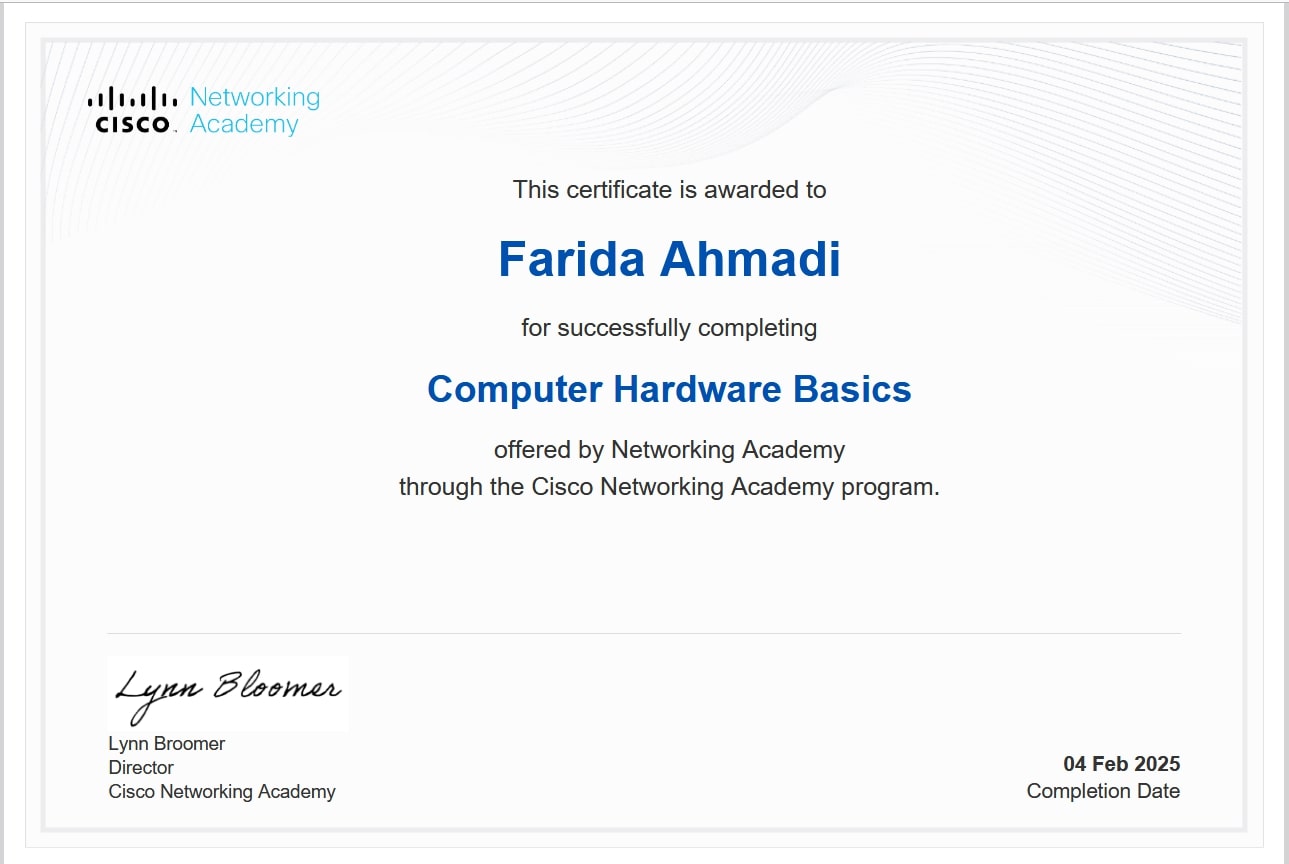 Networking
CISCO Academy
This certificate is awarded to
Farida Ahmadi
for successfully completing
Computer Hardware Basics
offered by Networking Academy
through the Cisco Networking Academy program.
Lynn Bloomer
Lynn Broomer
Director
Cisco Networking Academy
04 Feb 2025
Completion Date